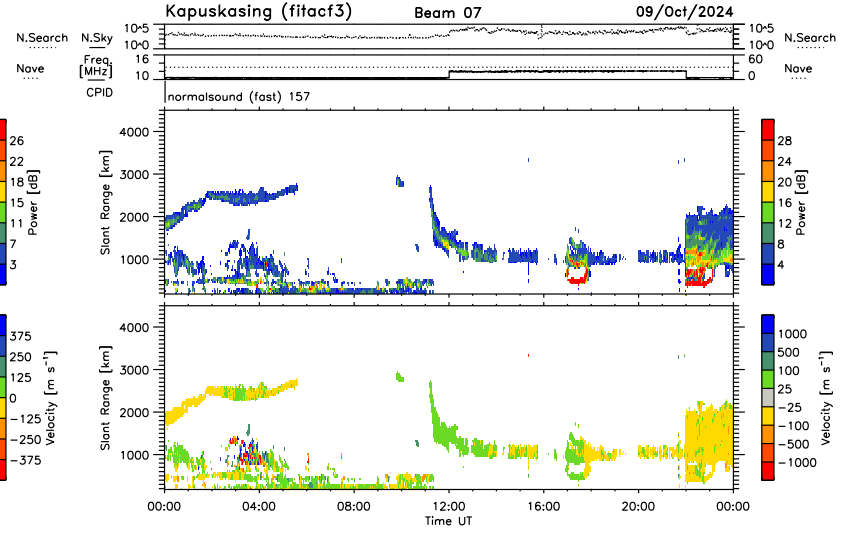 Kapuskasing (fitacf3) Beam 07 09/Oct/2024
N.Search N.Sky 10^5 10^0 10^5 10^0 N.Search
Nave Freq. [MHz] 16 10 60 0 Nave
CPID normalsound (fast) 157
26 22 18 15 11 7 3 Power [dB]
Slant Range [km] 4000 3000 2000 1000
28 24 20 16 12 8 4 Power [dB]
375 250 125 0 −125 −250 −375 Velocity [m s⁻¹]
Slant Range [km] 4000 3000 2000 1000
1000 500 100 25 −25 −100 −500 −1000 Velocity [m s⁻¹]
00:00 04:00 08:00 12:00 16:00 20:00 00:00
Time UT